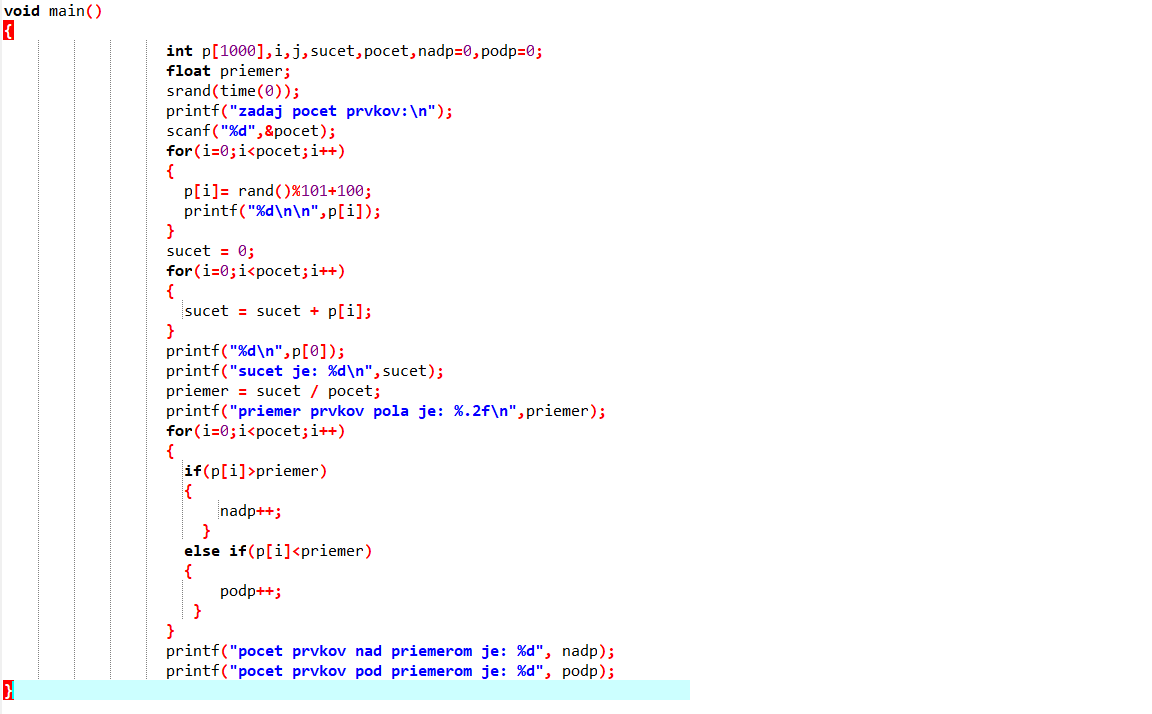 void main()
{
int p[1000],i,j,sucet,pocet,nadp=0,podp=0;
float priemer;
srand(time(0));
printf("zadaj pocet prvkov:\n");
scanf("%d",&pocet);
for(i=0;i<pocet;i++)
{
p[i]= rand()%101+100;
printf("%d\n\n",p[i]);
}
sucet = 0;
for(i=0;i<pocet;i++)
{
sucet = sucet + p[i];
}
printf("%d\n",p[0]);
printf("sucet je: %d\n",sucet);
priemer = sucet / pocet;
printf("priemer prvkov pola je: %.2f\n",priemer);
for(i=0;i<pocet;i++)
{
if(p[i]>priemer)
{
nadp++;
}
else if(p[i]<priemer)
{
podp++;
}
}
printf("pocet prvkov nad priemerom je: %d", nadp);
printf("pocet prvkov pod priemerom je: %d", podp);
}